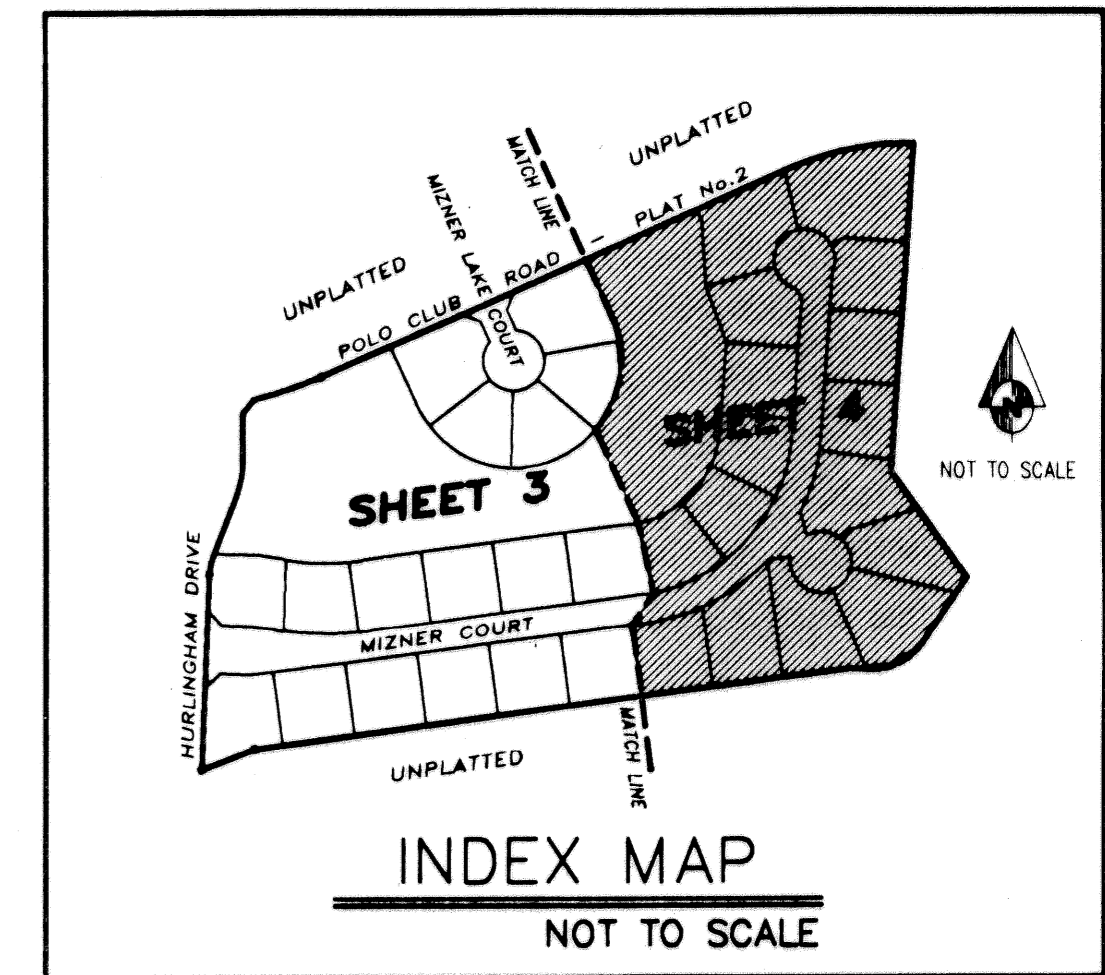 UNPLATTED
MATCH LINE
MIZNER LAKE COURT
UNPLATTED
POLO CLUB ROAD – PLAT No.2
SHEET 4
N
NOT TO SCALE
SHEET 3
HURLINGHAM DRIVE
MIZNER COURT
UNPLATTED
MATCH LINE
INDEX MAP
NOT TO SCALE